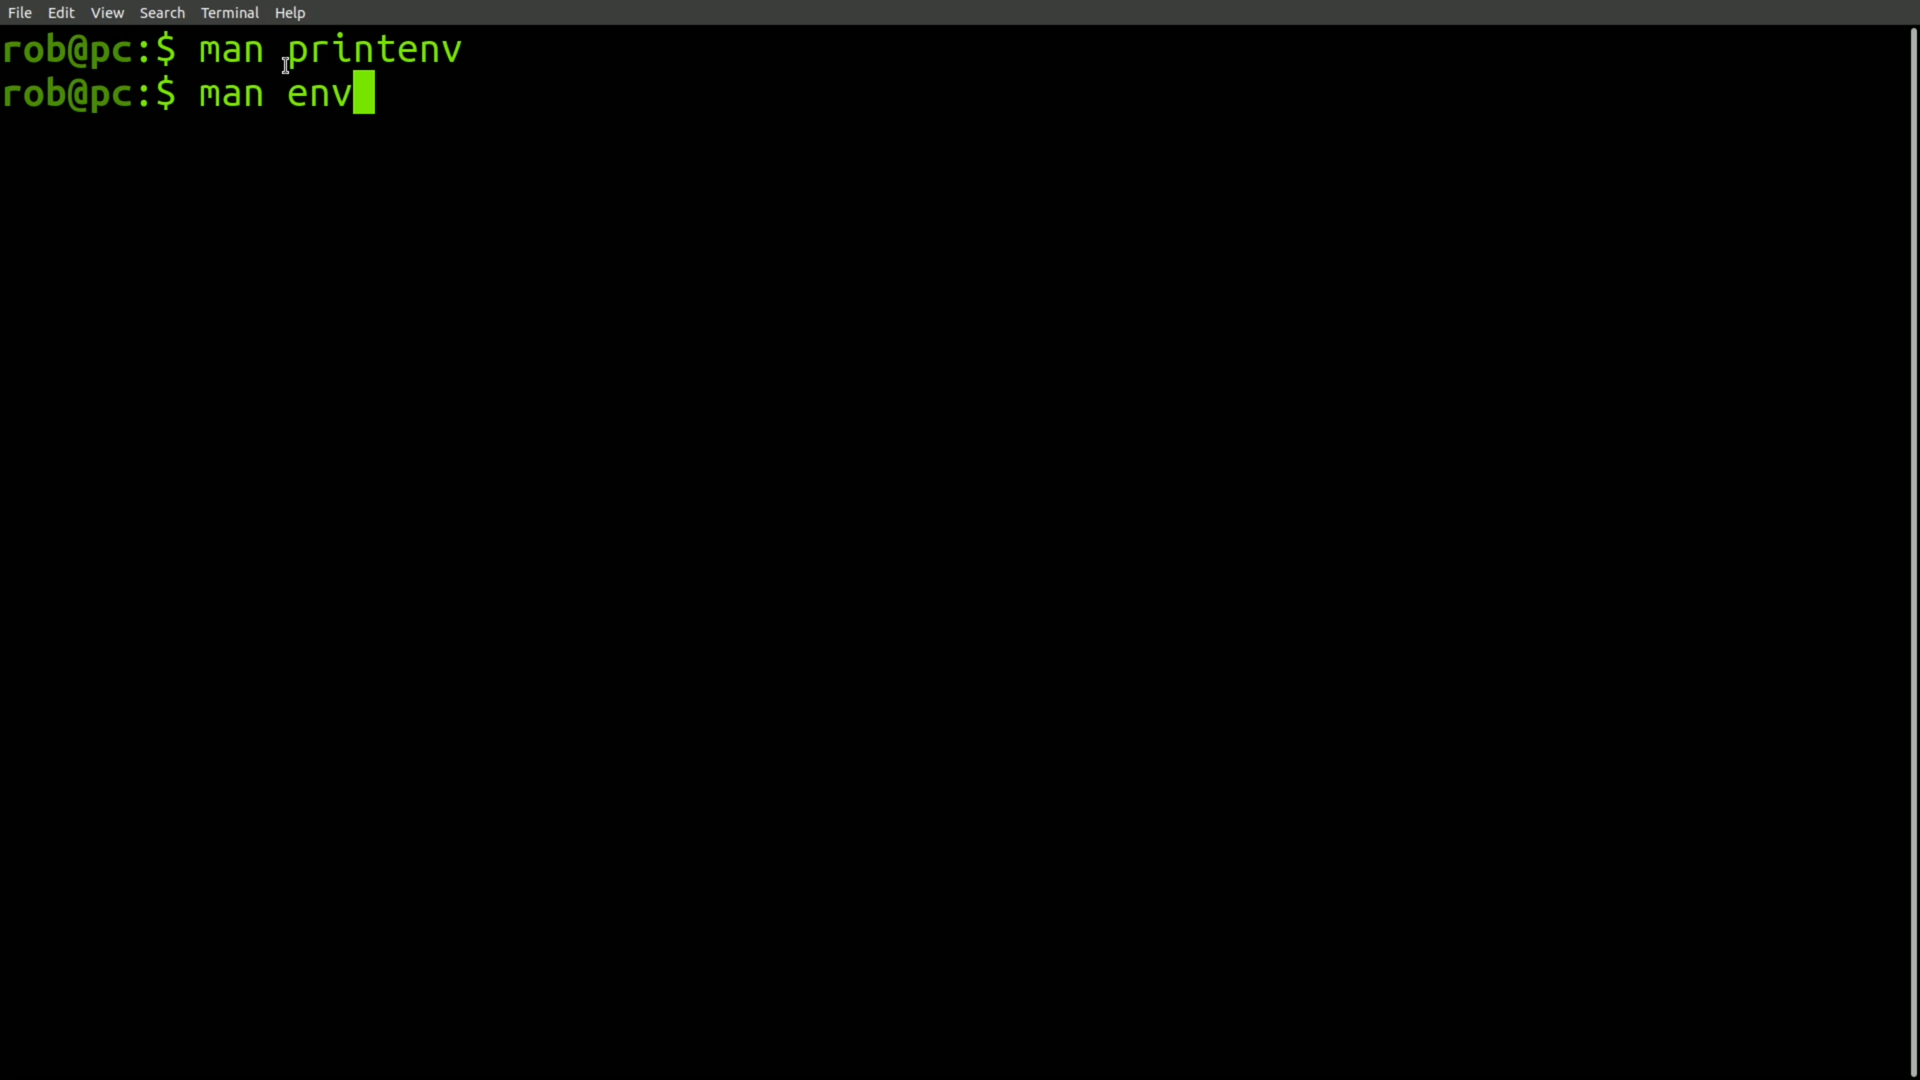 File Edit View Search Terminal Help
rob@pc:$ man printenv
rob@pc:$ man env